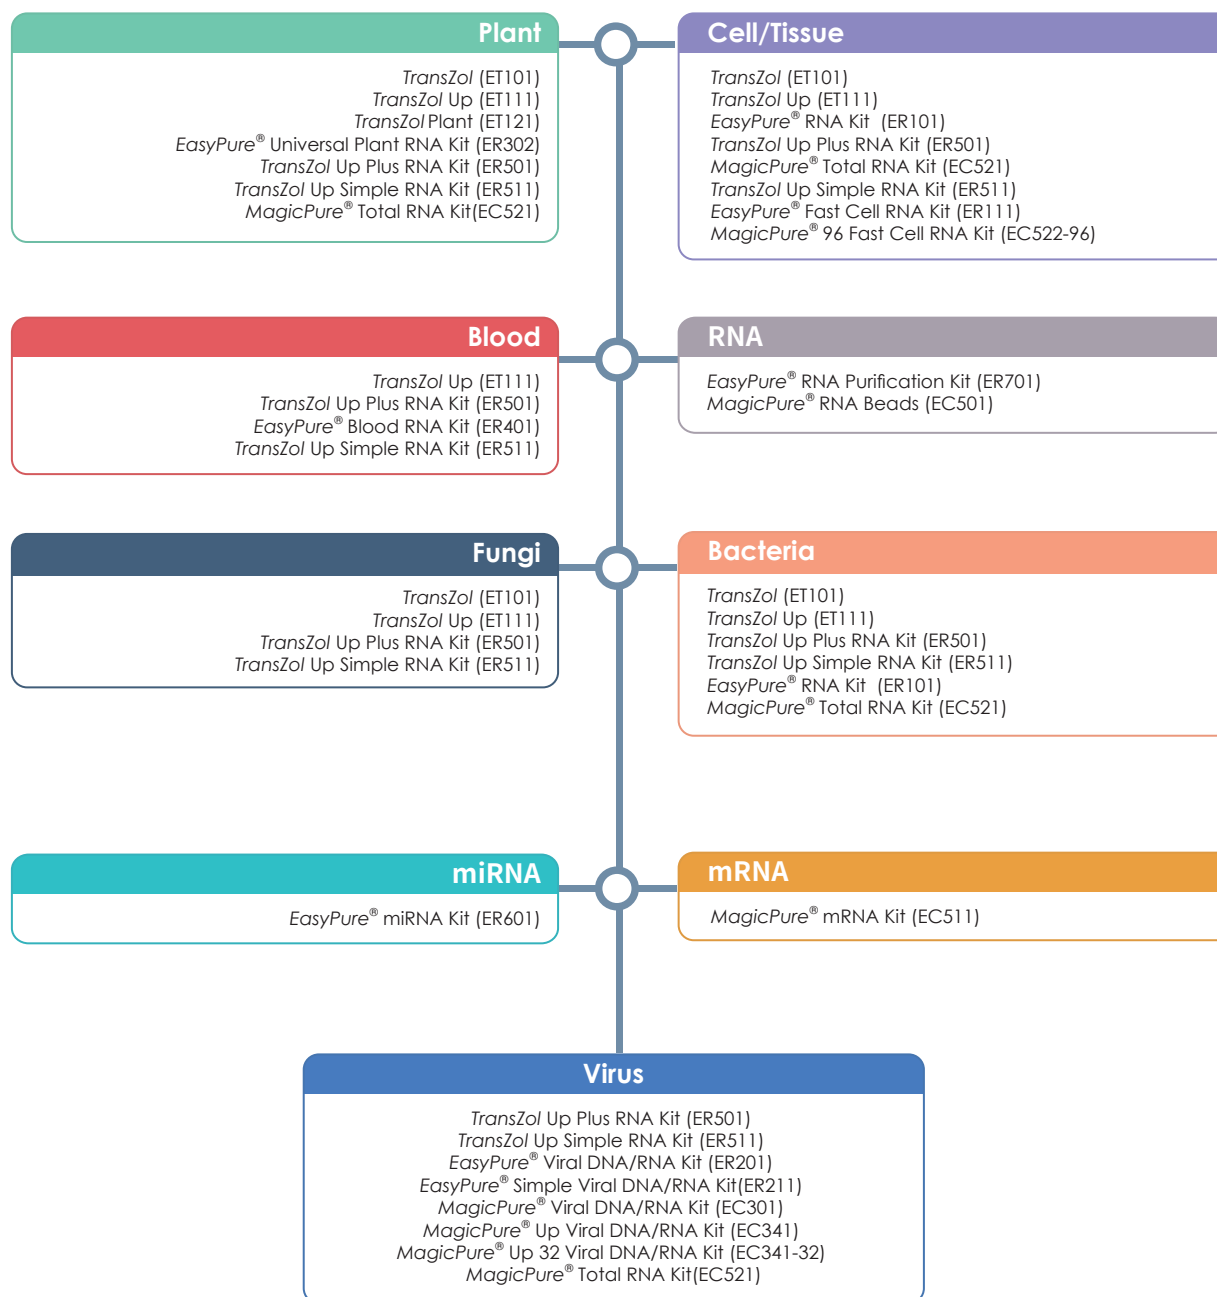 Plant
TransZol (ET101)
TransZol Up (ET111)
TransZol Plant (ET121)
EasyPure® Universal Plant RNA Kit (ER302)
TransZol Up Plus RNA Kit (ER501)
TransZol Up Simple RNA Kit (ER511)
MagicPure® Total RNA Kit(EC521)
Cell/Tissue
TransZol (ET101)
TransZol Up (ET111)
EasyPure® RNA Kit (ER101)
TransZol Up Plus RNA Kit (ER501)
MagicPure® Total RNA Kit (EC521)
TransZol Up Simple RNA Kit (ER511)
EasyPure® Fast Cell RNA Kit (ER111)
MagicPure® 96 Fast Cell RNA Kit (EC522-96)
Blood
TransZol Up (ET111)
TransZol Up Plus RNA Kit (ER501)
EasyPure® Blood RNA Kit (ER401)
TransZol Up Simple RNA Kit (ER511)
RNA
EasyPure® RNA Purification Kit (ER701)
MagicPure® RNA Beads (EC501)
Fungi
TransZol (ET101)
TransZol Up (ET111)
TransZol Up Plus RNA Kit (ER501)
TransZol Up Simple RNA Kit (ER511)
Bacteria
TransZol (ET101)
TransZol Up (ET111)
TransZol Up Plus RNA Kit (ER501)
TransZol Up Simple RNA Kit (ER511)
EasyPure® RNA Kit (ER101)
MagicPure® Total RNA Kit (EC521)
miRNA
EasyPure® miRNA Kit (ER601)
mRNA
MagicPure® mRNA Kit (EC511)
Virus
TransZol Up Plus RNA Kit (ER501)
TransZol Up Simple RNA Kit (ER511)
EasyPure® Viral DNA/RNA Kit (ER201)
EasyPure® Simple Viral DNA/RNA Kit(ER211)
MagicPure® Viral DNA/RNA Kit (EC301)
MagicPure® Up Viral DNA/RNA Kit (EC341)
MagicPure® Up 32 Viral DNA/RNA Kit (EC341-32)
MagicPure® Total RNA Kit(EC521)